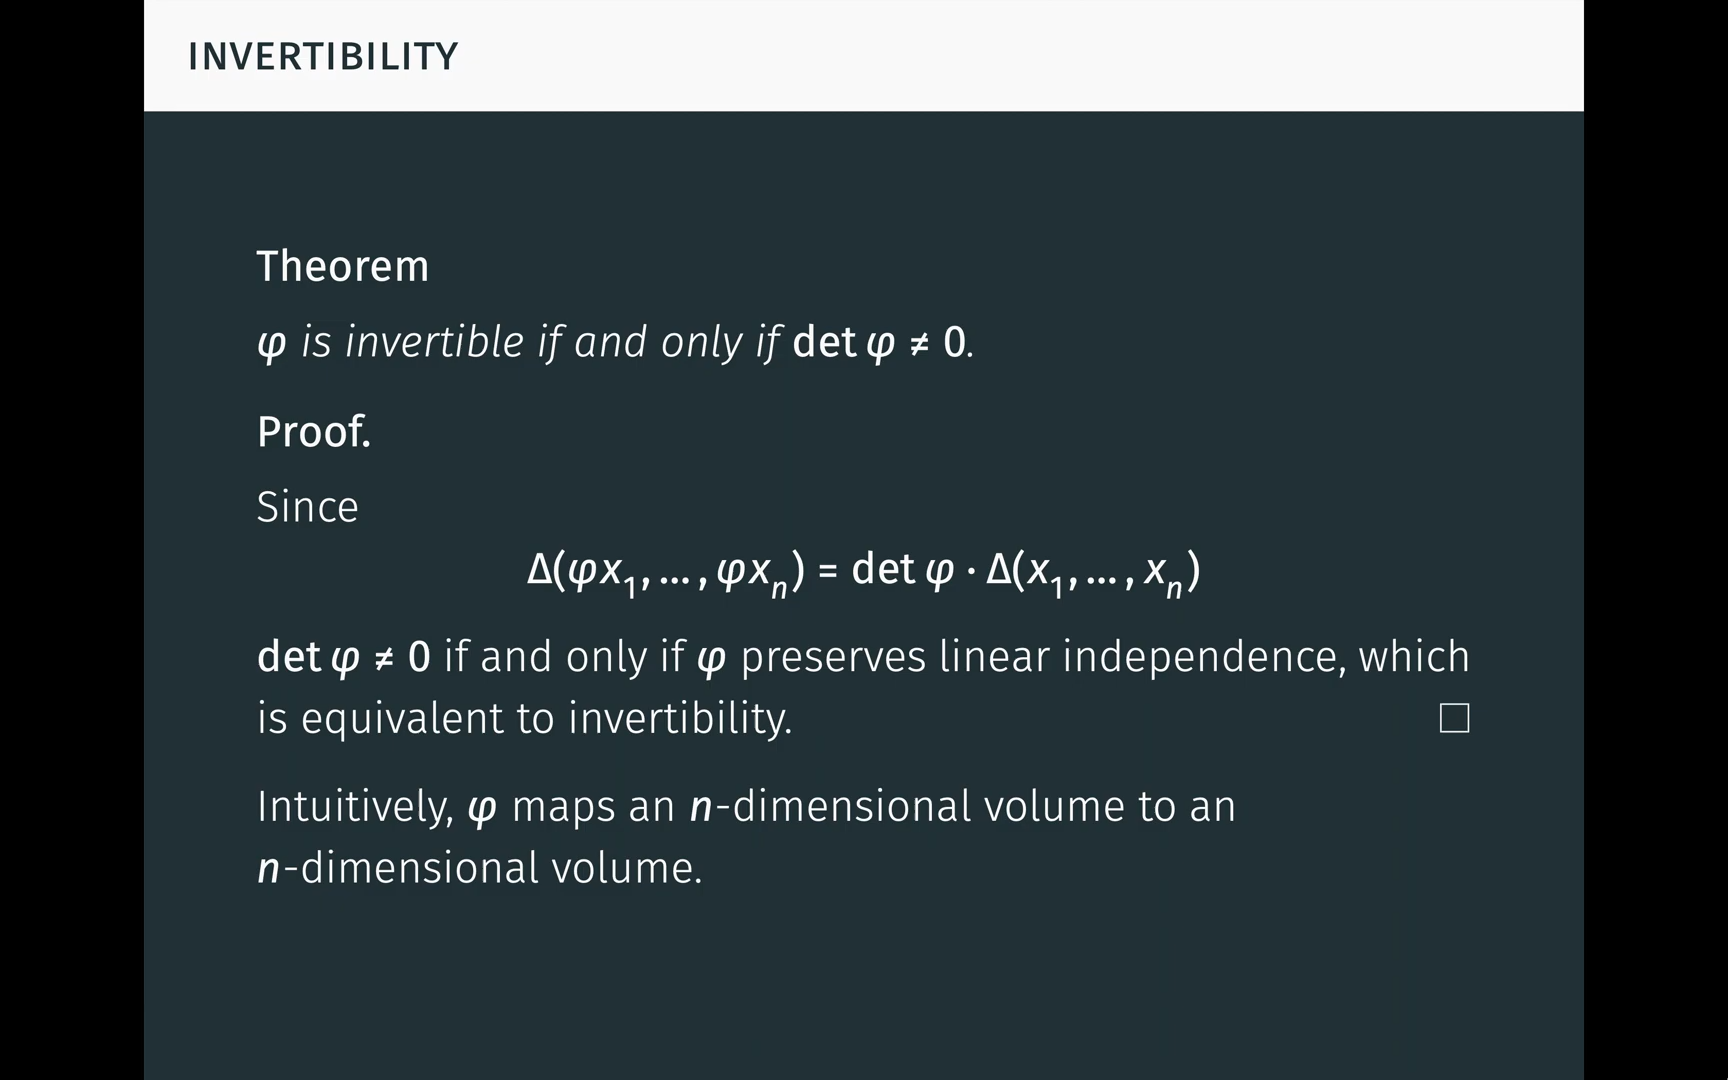 INVERTIBILITY
Theorem
φ is invertible if and only if det φ ≠ 0.
Proof.
Since
Δ(φx₁, … , φxₙ) = det φ · Δ(x₁, … , xₙ)
det φ ≠ 0 if and only if φ preserves linear independence, which
is equivalent to invertibility. □
Intuitively, φ maps an n-dimensional volume to an
n-dimensional volume.